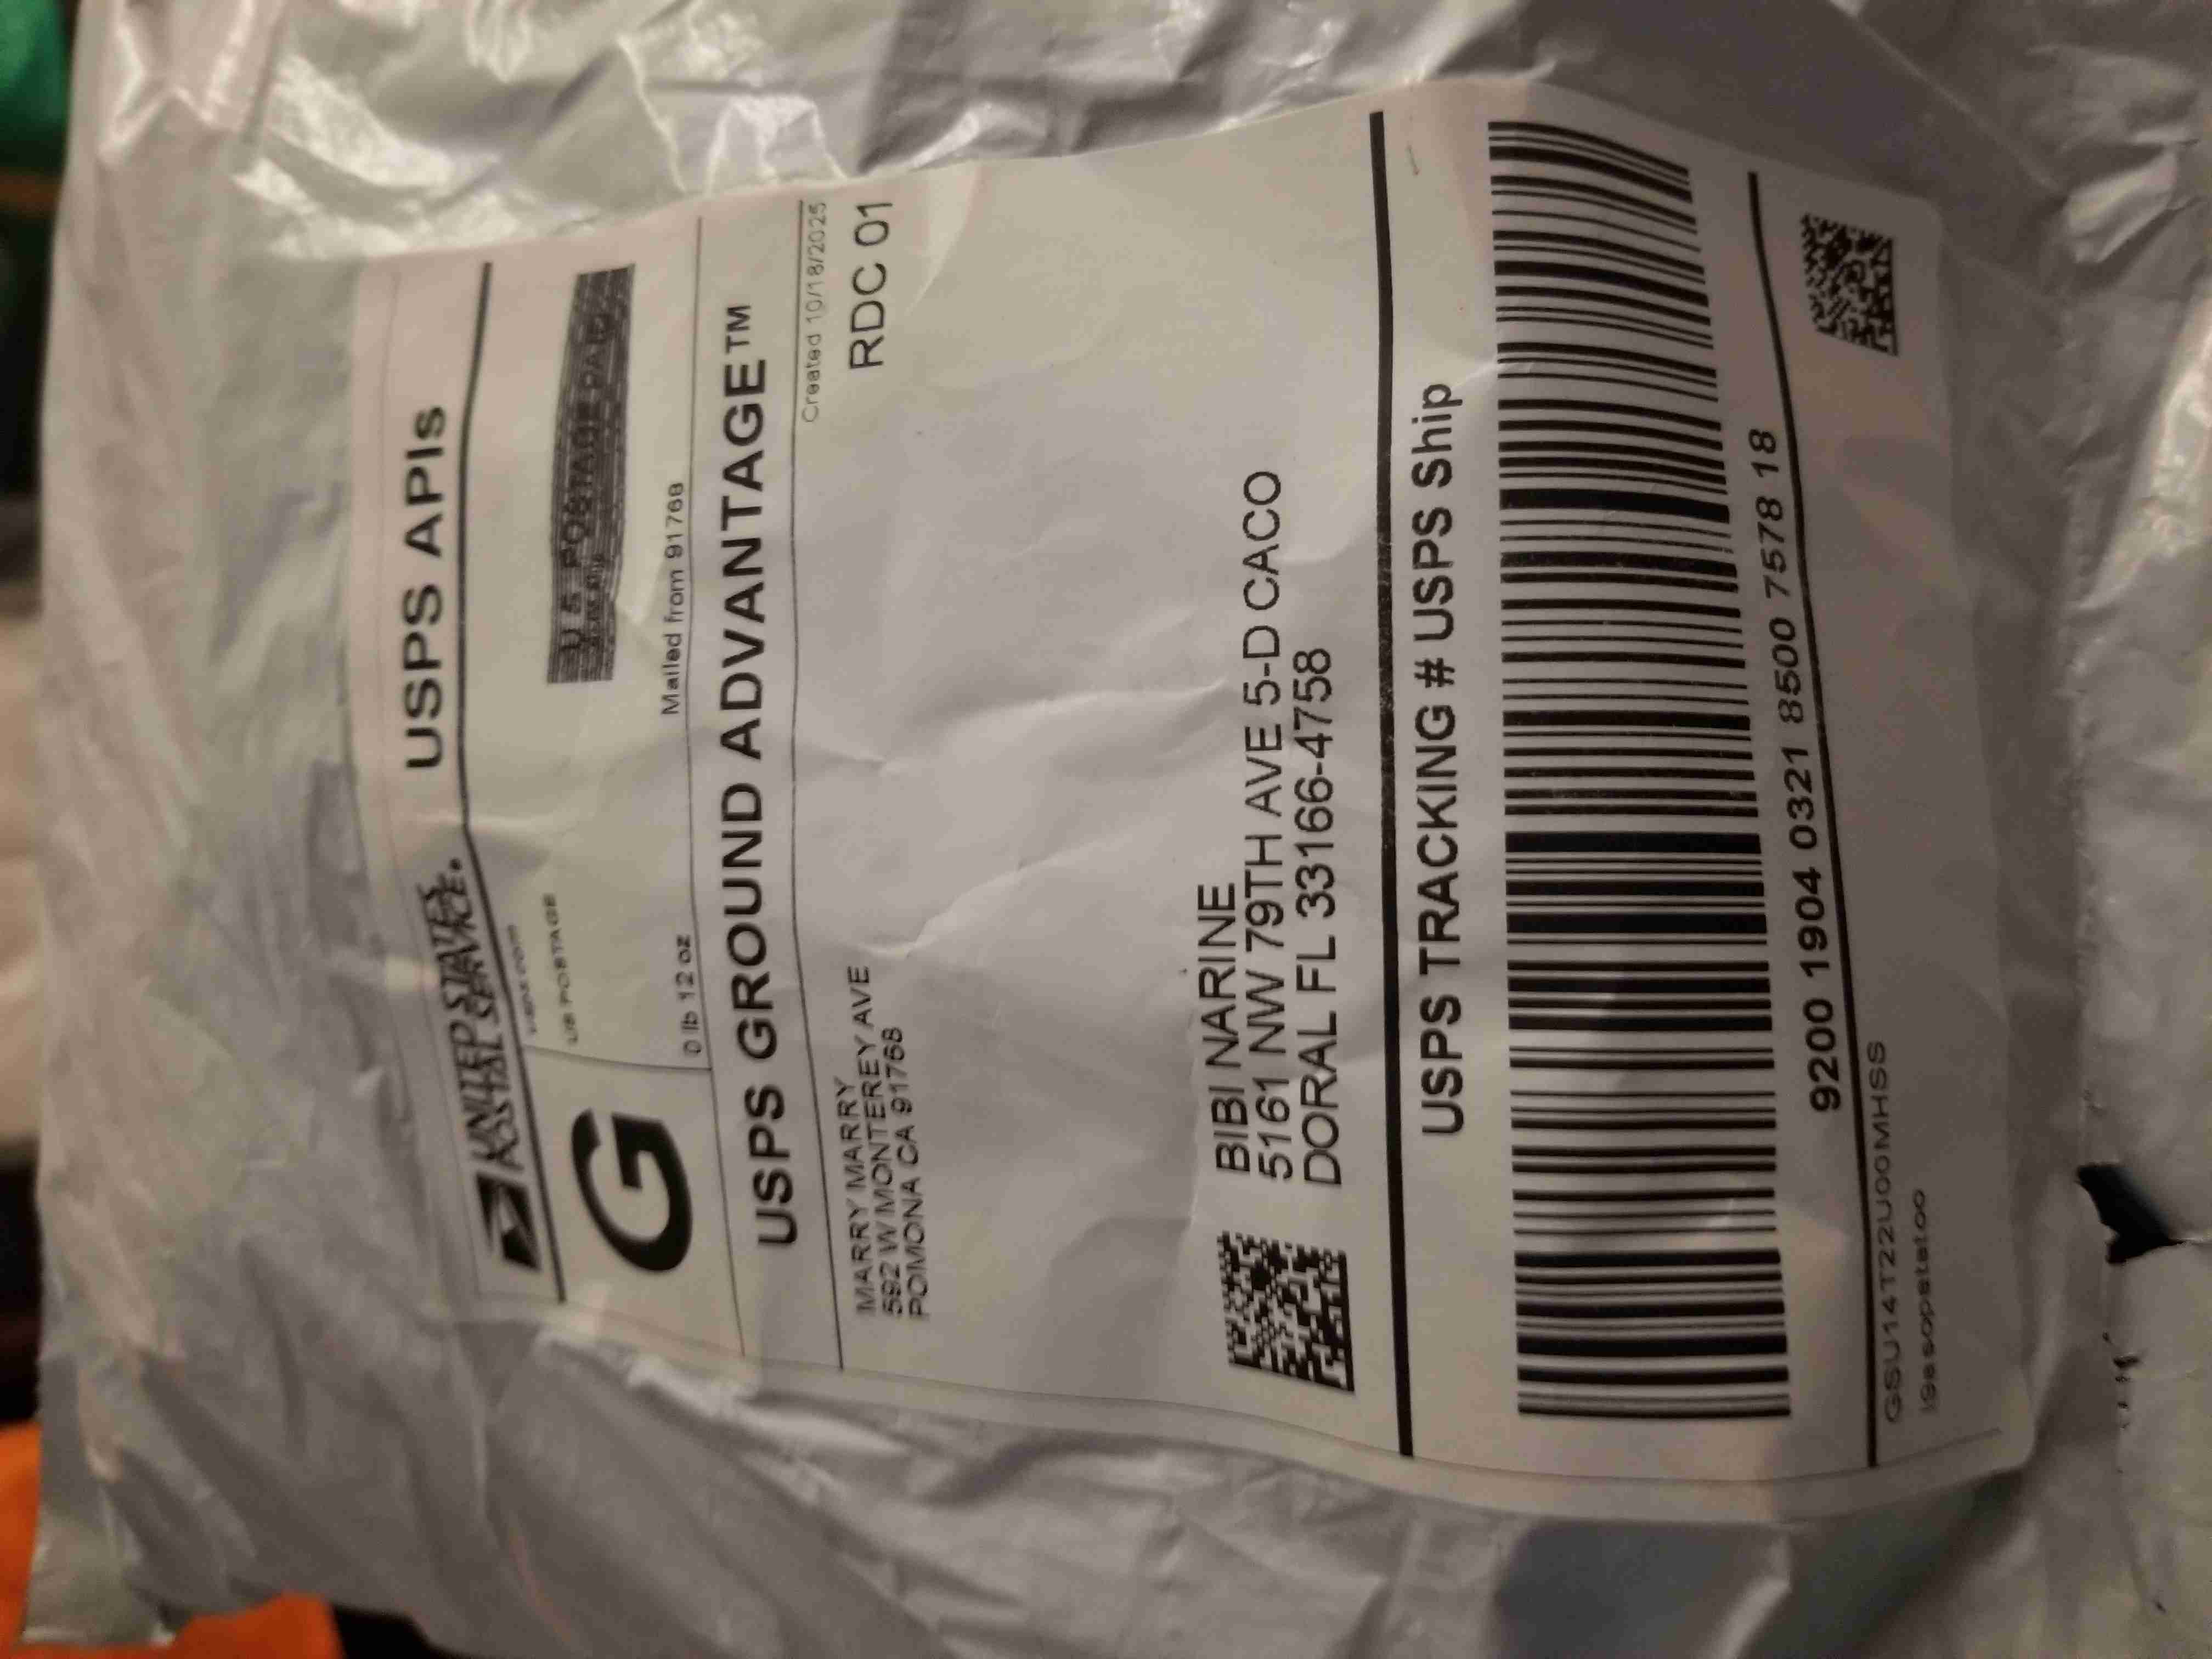 UNITED STATES
POSTAL SERVICE.
USPS APIs
G
US POSTAGE
U S POSTAGE PAID
0 lb 12 oz
Mailed from 91768
USPS GROUND ADVANTAGE™
Created 10/18/2025
MARRY MARRY
592 W MONTEREY AVE
POMONA CA 91768
RDC 01
BIBI NARINE
5161 NW 79TH AVE 5-D CACO
DORAL FL 33166-4758
USPS TRACKING # USPS Ship
9200 1904 0321 8500 7578 18
GSU14T22U00MHSS